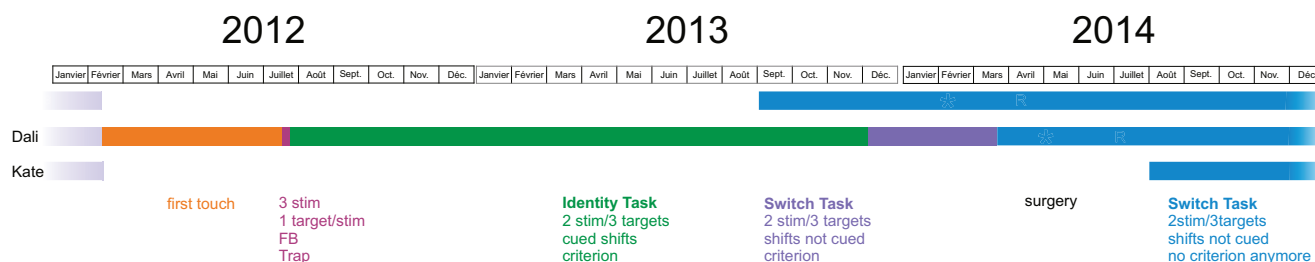 2012 2013 2014
Janvier Février Mars Avril Mai Juin Juillet Août Sept. Oct. Nov. Déc. Janvier Février Mars Avril Mai Juin Juillet Août Sept. Oct. Nov. Déc. Janvier Février Mars Avril Mai Juin Juillet Août Sept. Oct. Nov. Déc
* R
Dali * R
Kate
first touch 3 stim Identity Task Switch Task surgery Switch Task
1 target/stim 2 stim/3 targets 2 stim/3 targets 2stim/3targets
FB cued shifts shifts not cued shifts not cued
Trap criterion criterion no criterion anymore